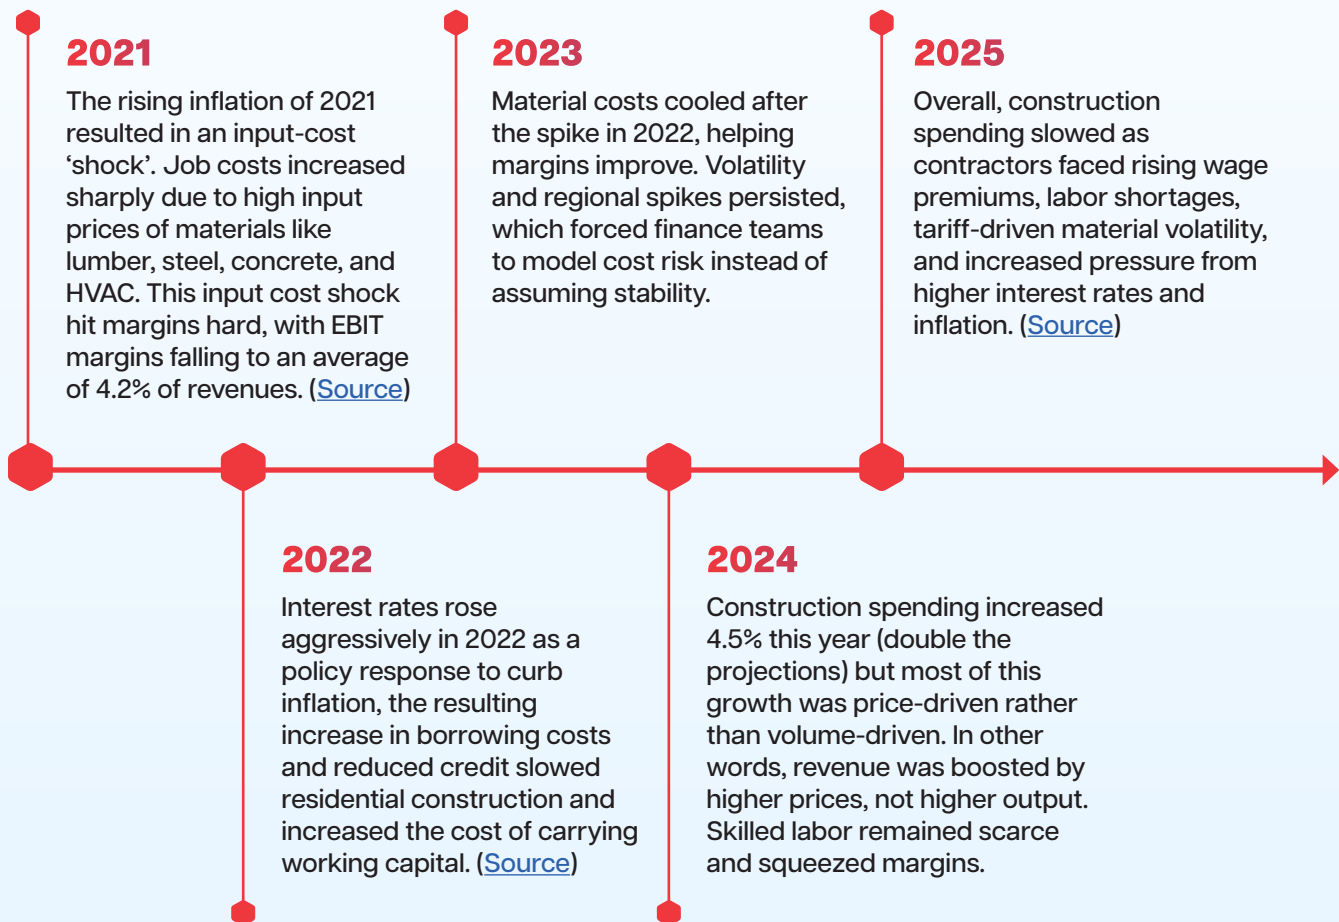 2021
The rising inflation of 2021
resulted in an input-cost
‘shock’. Job costs increased
sharply due to high input
prices of materials like
lumber, steel, concrete, and
HVAC. This input cost shock
hit margins hard, with EBIT
margins falling to an average
of 4.2% of revenues. (Source)
2022
Interest rates rose
aggressively in 2022 as a
policy response to curb
inflation, the resulting
increase in borrowing costs
and reduced credit slowed
residential construction and
increased the cost of carrying
working capital. (Source)
2023
Material costs cooled after
the spike in 2022, helping
margins improve. Volatility
and regional spikes persisted,
which forced finance teams
to model cost risk instead of
assuming stability.
2024
Construction spending increased
4.5% this year (double the
projections) but most of this
growth was price-driven rather
than volume-driven. In other
words, revenue was boosted by
higher prices, not higher output.
Skilled labor remained scarce
and squeezed margins.
2025
Overall, construction
spending slowed as
contractors faced rising wage
premiums, labor shortages,
tariff-driven material volatility,
and increased pressure from
higher interest rates and
inflation. (Source)